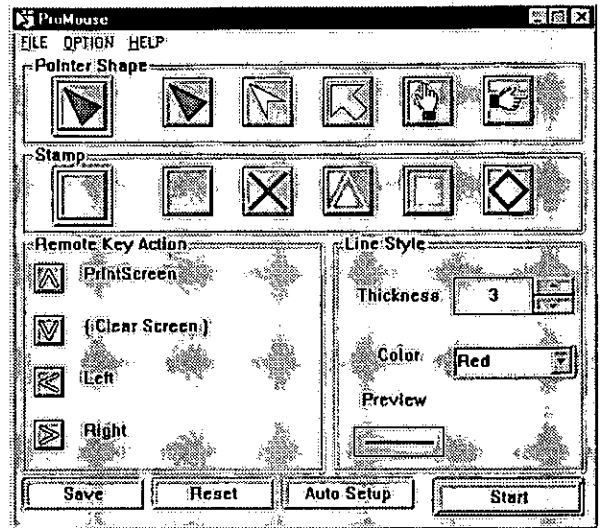 ProMouse
FILE OPTION HELP
Pointer Shape
Stamp
Remote Key Action
PrintScreen
(Clear Screen)
Left
Right
Line Style
Thickness 3
Color Red
Preview
Save Reset Auto Setup Start